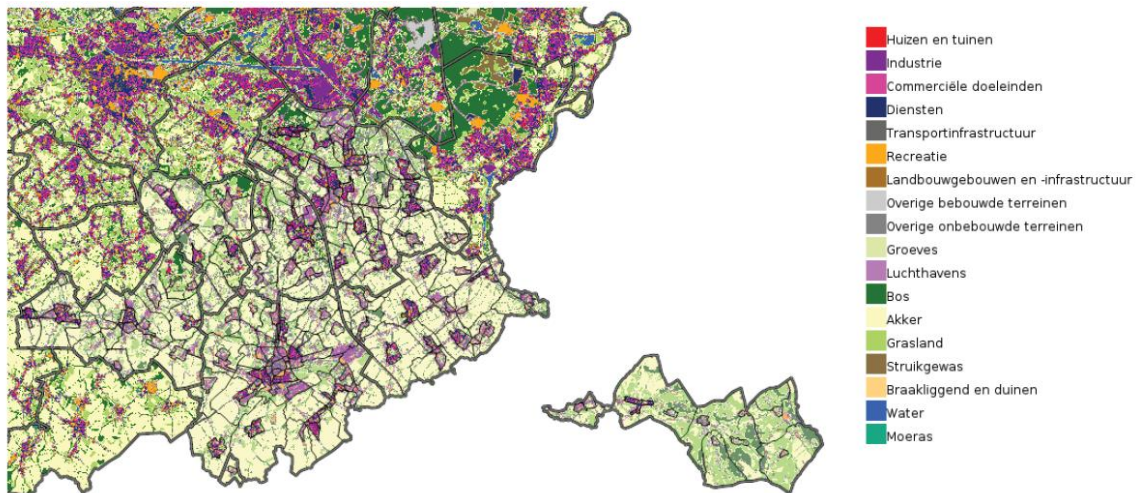 Huizen en tuinen
Industrie
Commerciële doeleinden
Diensten
Transportinfrastructuur
Recreatie
Landbouwgebouwen en -infrastructuur
Overige bebouwde terreinen
Overige onbebouwde terreinen
Groeves
Luchthavens
Bos
Akker
Grasland
Struikgewas
Braakliggend en duinen
Water
Moeras